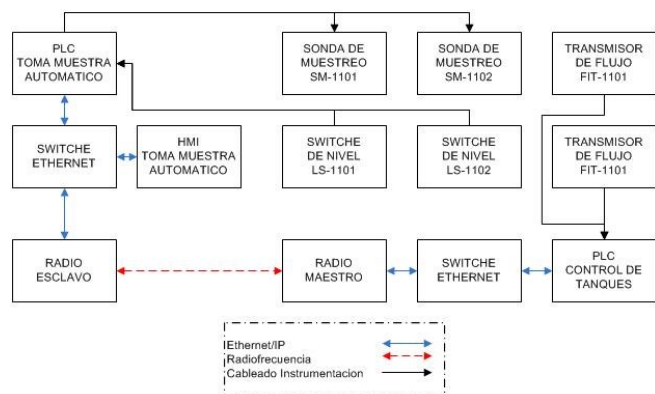 PLC
TOMA MUESTRA
AUTOMATICO
SONDA DE
MUESTREO
SM-1101
SONDA DE
MUESTREO
SM-1102
TRANSMISOR
DE FLUJO
FIT-1101
SWITCHE
ETHERNET
HMI
TOMA MUESTRA
AUTOMATICO
SWITCHE
DE NIVEL
LS-1101
SWITCHE
DE NIVEL
LS-1102
TRANSMISOR
DE FLUJO
FIT-1101
RADIO
ESCLAVO
RADIO
MAESTRO
SWITCHE
ETHERNET
PLC
CONTROL DE
TANQUES
Ethernet/IP
Radiofrecuencia
Cableado Instrumentacion